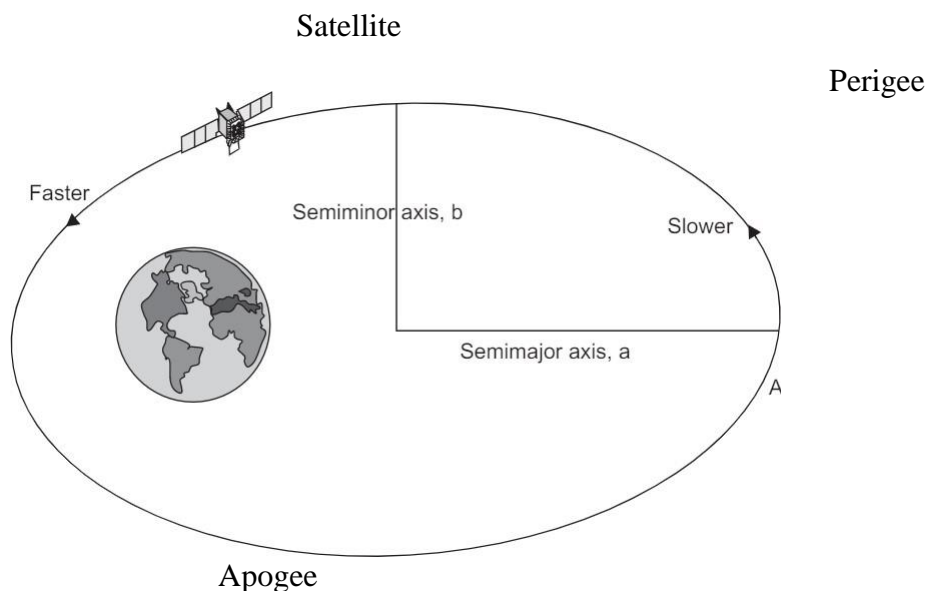 Satellite
Perigee
Faster
Semiminor axis, b
Slower
Semimajor axis, a
A
Apogee